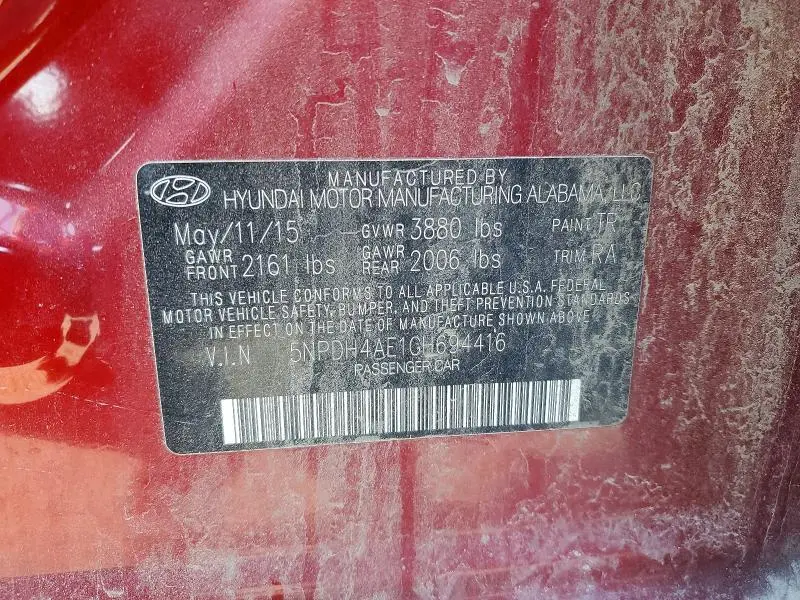 MANUFACTURED BY
HYUNDAI MOTOR MANUFACTURING ALABAMA, LLC
May/11/15 GVWR 3880 lbs PAINT TR
GAWR FRONT 2161 lbs GAWR REAR 2006 lbs TRIM RA
THIS VEHICLE CONFORMS TO ALL APPLICABLE U.S.A. FEDERAL
MOTOR VEHICLE SAFETY, BUMPER, AND THEFT PREVENTION STANDARDS
IN EFFECT ON THE DATE OF MANUFACTURE SHOWN ABOVE.
V.I.N 5NPDH4AE1GH694416
PASSENGER CAR